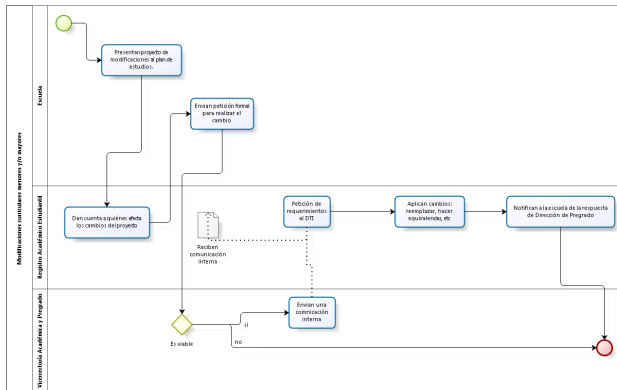 Modificaciones curriculares menores y/o mayores
Escuela
Presentan proyecto de
modificaciones al plan de
estudios.
Envian petición formal
para realizar el
cambio
Registro Académico Estudiantil
Dan cuenta a quiénes afecta
los cambios del proyecto
Reciben
comunicación
interna
Petición de
requerimientos
al DTI
Aplican cambios:
reemplazar, hacer
equivalencias, etc
Notifican a la escuela de la respuesta
de Dirección de Pregrado
Vicerrectoría Académica y Pregrado
Es viable
si
no
Envian una
comnicación
interna